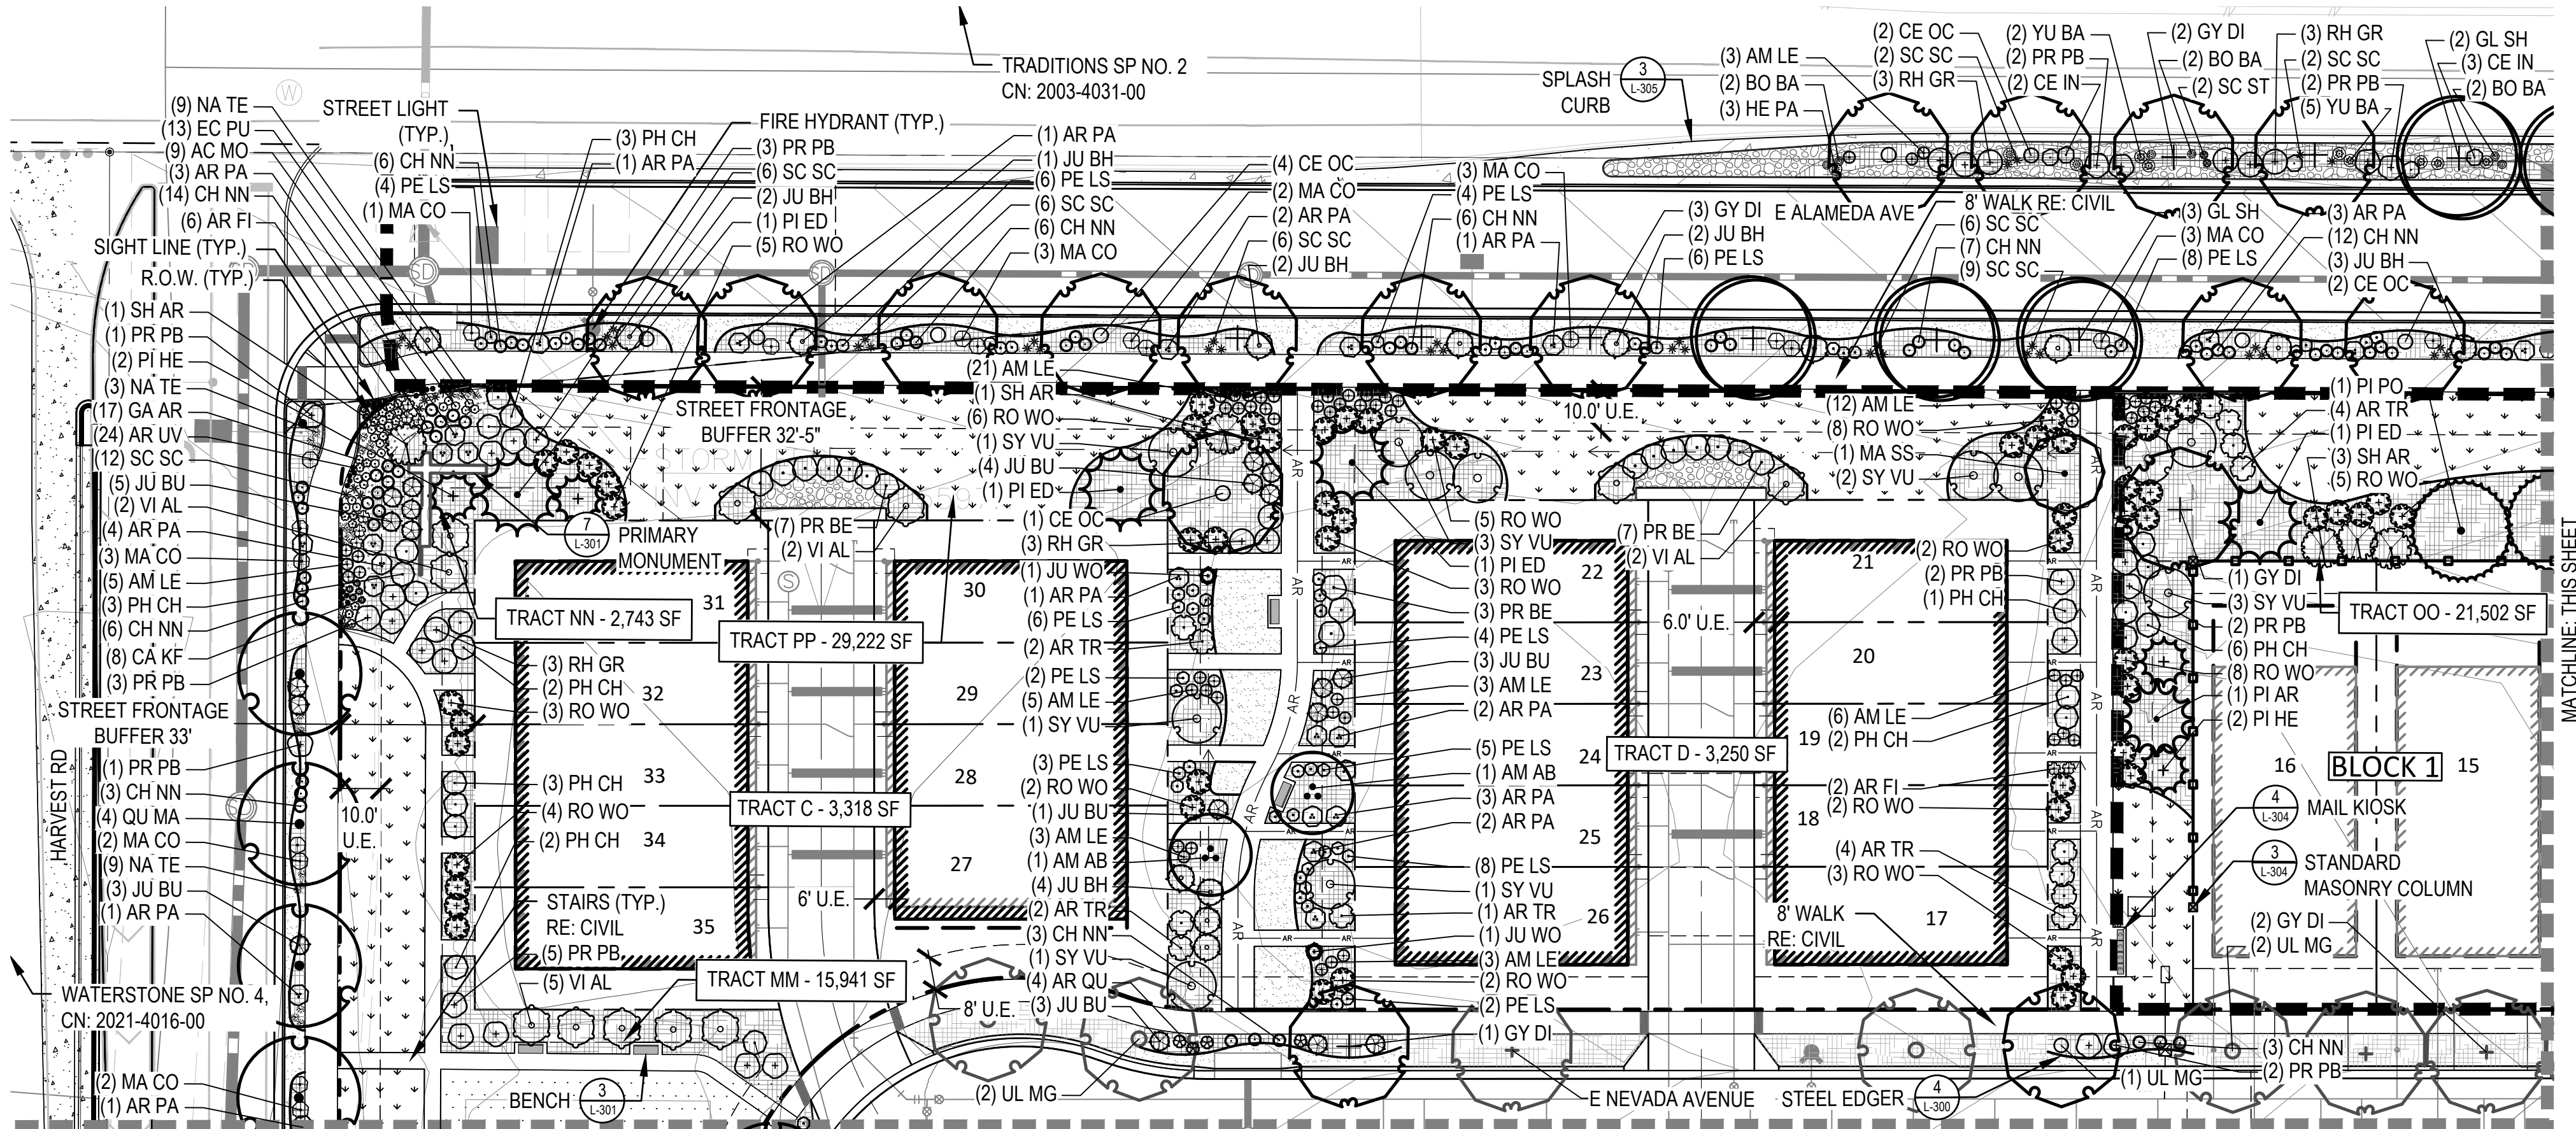 TRADITIONS SP NO. 2
CN: 2003-4031-00
SPLASH
CURB
3
L-305
(3) AM LE
(2) BO BA
(3) HE PA
(2) CE OC
(2) SC SC
(3) RH GR
(2) YU BA
(2) PR PB
(2) CE IN
(2) GY DI
(2) BO BA
(2) SC ST
(3) RH GR
(2) SC SC
(2) PR PB
(5) YU BA
(2) GL SH
(3) CE IN
(2) BO BA
W
(9) NA TE
(13) EC PU
(9) AC MO
(3) AR PA
(14) CH NN
(6) AR FI
SIGHT LINE (TYP.)
R.O.W. (TYP.)
STREET LIGHT
(TYP.)
(6) CH NN
(4) PE LS
(1) MA CO
(3) PH CH
(1) AR PA
FIRE HYDRANT (TYP.)
(3) PR PB
(6) SC SC
(2) JU BH
(1) PI ED
(5) RO WO
(1) AR PA
(1) JU BH
(6) PE LS
(6) SC SC
(6) CH NN
(3) MA CO
(4) CE OC
(2) MA CO
(2) AR PA
(6) SC SC
(2) JU BH
(3) MA CO
(4) PE LS
(6) CH NN
(1) AR PA
(3) GY DI
(2) JU BH
(6) PE LS
E ALAMEDA AVE
8' WALK RE: CIVIL
(6) SC SC
(7) CH NN
(9) SC SC
(3) GL SH
(3) MA CO
(8) PE LS
(3) AR PA
(12) CH NN
(3) JU BH
(2) CE OC
SD
SD
SD
(1) SH AR
(1) PR PB
(2) PI HE
(3) NA TE
(17) GA AR
(24) AR UV
(12) SC SC
(5) JU BU
(2) VI AL
(4) AR PA
(3) MA CO
(5) AM LE
(3) PH CH
(6) CH NN
(8) CA KF
(3) PR PB
STREET FRONTAGE
BUFFER 33'
HARVEST RD
(1) PR PB
(3) CH NN
(4) QU MA
(2) MA CO
(9) NA TE
(3) JU BU
(1) AR PA
WATERSTONE SP NO. 4,
CN: 2021-4016-00
(2) MA CO
(1) AR PA
STREET FRONTAGE
BUFFER 32'-5"
7
L-301
PRIMARY
MONUMENT
TRACT NN - 2,743 SF
(3) RH GR
(2) PH CH
(3) RO WO
(3) PH CH
(4) RO WO
(2) PH CH
10.0'
U.E.
31
32
33
34
35
STAIRS (TYP.)
RE: CIVIL
(5) PR PB
(5) VI AL
TRACT MM - 15,941 SF
BENCH
3
L-301
(7) PR BE
(2) VI AL
S
TRACT PP - 29,222 SF
TRACT C - 3,318 SF
6' U.E.
30
29
28
27
(21) AM LE
(1) SH AR
(6) RO WO
(1) SY VU
(4) JU BU
(1) PI ED
(1) CE OC
(3) RH GR
(1) JU WO
(1) AR PA
(6) PE LS
(2) AR TR
(2) PE LS
(5) AM LE
(1) SY VU
(3) PE LS
(2) RO WO
(1) JU BU
(3) AM LE
(1) AM AB
(4) JU BH
(2) AR TR
(3) CH NN
(1) SY VU
(4) AR QU
(3) JU BU
8' U.E.
(2) UL MG
AR
AR
AR
AR
AR
10.0' U.E.
(5) RO WO
(3) SY VU
(1) PI ED
(3) RO WO
(3) PR BE
(4) PE LS
(3) JU BU
(3) AM LE
(2) AR PA
(5) PE LS
(1) AM AB
(3) AR PA
(2) AR PA
(8) PE LS
(1) SY VU
(1) AR TR
(1) JU WO
(3) AM LE
(2) RO WO
(2) PE LS
(1) GY DI
22
23
24
25
26
(7) PR BE
(2) VI AL
6.0' U.E.
TRACT D - 3,250 SF
21
20
19
18
17
(12) AM LE
(8) RO WO
(1) MA SS
(2) SY VU
(2) RO WO
(2) PR PB
(1) PH CH
(6) AM LE
(2) PH CH
(2) AR FI
(2) RO WO
(4) AR TR
(3) RO WO
8' WALK
RE: CIVIL
AR
AR
AR
AR
E NEVADA AVENUE
STEEL EDGER
4
L-300
(1) PI PO
(4) AR TR
(1) PI ED
(3) SH AR
(5) RO WO
(1) GY DI
(3) SY VU
(2) PR PB
(6) PH CH
(8) RO WO
(1) PI AR
(2) PI HE
TRACT OO - 21,502 SF
16
BLOCK 1
15
4
L-304
MAIL KIOSK
3
L-304
STANDARD
MASONRY COLUMN
(2) GY DI
(2) UL MG
(3) CH NN
(2) PR PB
(1) UL MG
MATCHLINE: THIS SHEET